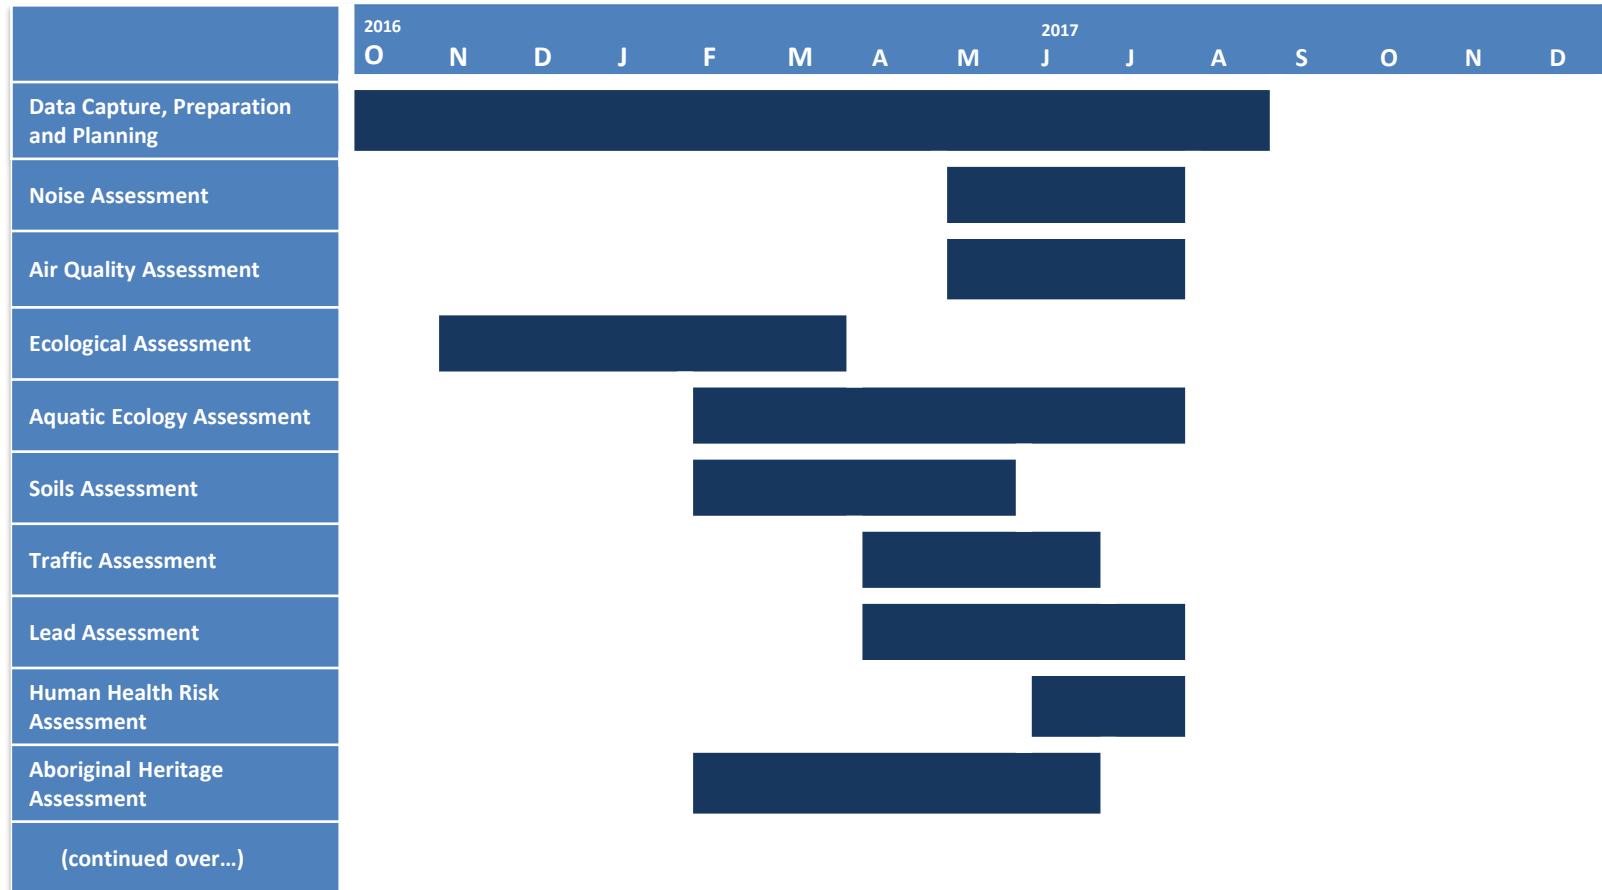 2016
2017
O N D J F M A M J J A S O N D
Data Capture, Preparation
and Planning
Noise Assessment
Air Quality Assessment
Ecological Assessment
Aquatic Ecology Assessment
Soils Assessment
Traffic Assessment
Lead Assessment
Human Health Risk
Assessment
Aboriginal Heritage
Assessment
(continued over...)